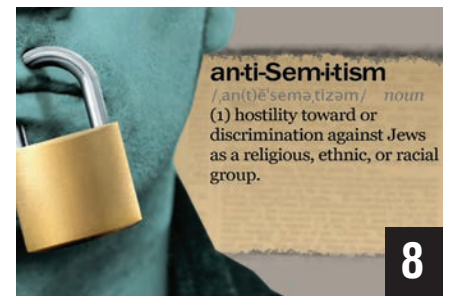 an·ti-Sem·i·tism
/ˌan(t)ēˈseməˌtizəm/ noun
(1) hostility toward or
discrimination against Jews
as a religious, ethnic, or racial
group.
8